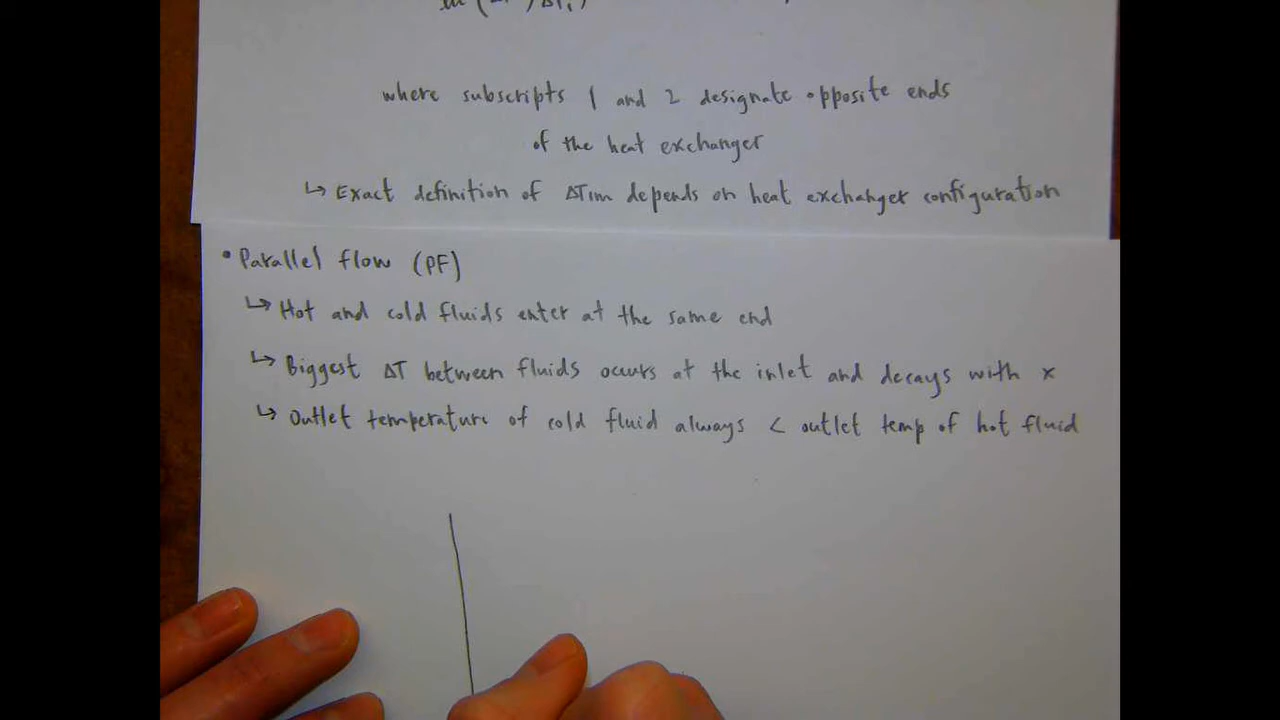 ln ( / ΔT₁)
where subscripts 1 and 2 designate opposite ends
of the heat exchanger
↳ Exact definition of ΔTlm depends on heat exchanger configuration
• Parallel flow (PF)
↳ Hot and cold fluids enter at the same end
↳ Biggest ΔT between fluids occurs at the inlet and decays with x
↳ Outlet temperature of cold fluid always < outlet temp of hot fluid